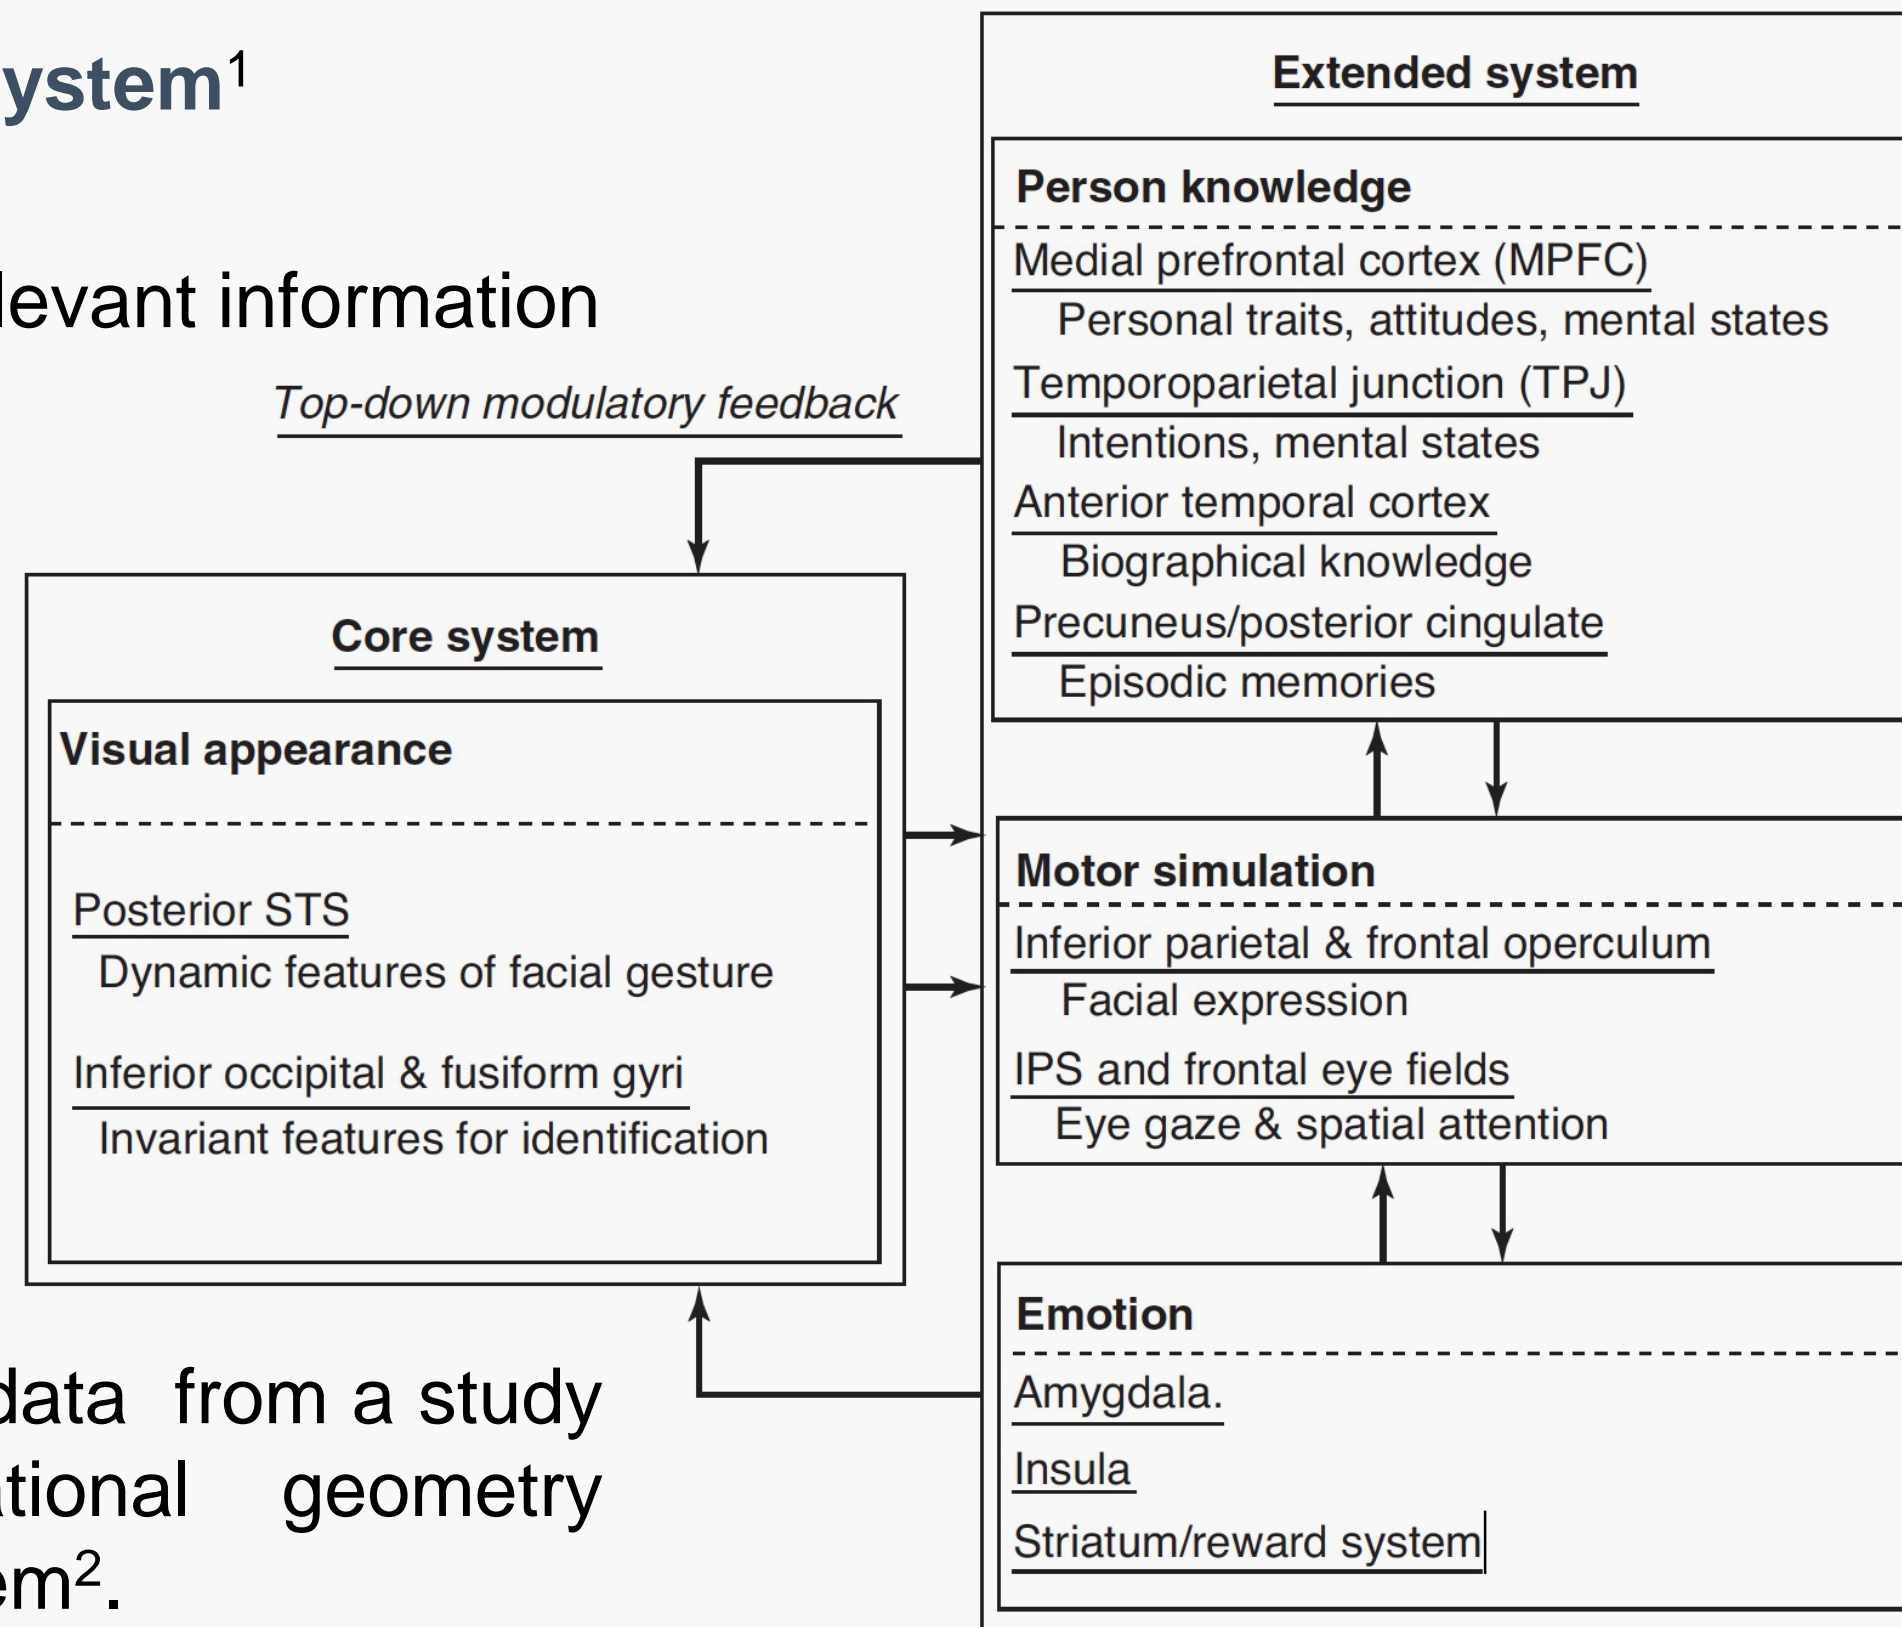 ystem¹
levant information
Top-down modulatory feedback
Core system
Visual appearance
Posterior STS
Dynamic features of facial gesture
Inferior occipital & fusiform gyri
Invariant features for identification
data from a study
ational geometry
em².
Extended system
Person knowledge
Medial prefrontal cortex (MPFC)
Personal traits, attitudes, mental states
Temporoparietal junction (TPJ)
Intentions, mental states
Anterior temporal cortex
Biographical knowledge
Precuneus/posterior cingulate
Episodic memories
Motor simulation
Inferior parietal & frontal operculum
Facial expression
IPS and frontal eye fields
Eye gaze & spatial attention
Emotion
Amygdala.
Insula
Striatum/reward system